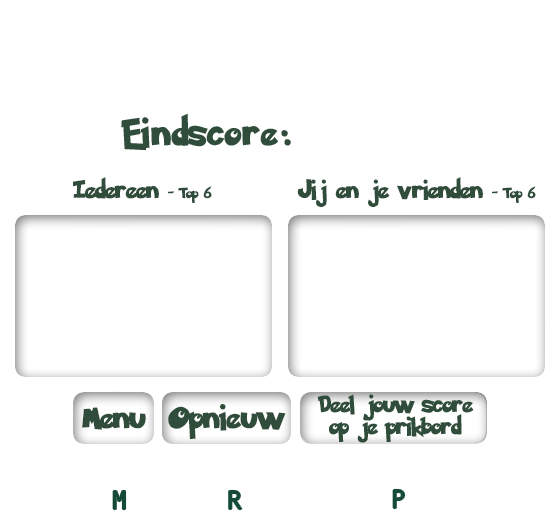 Eindscore:
Iedereen - Top 6
Jij en je vrienden - Top 6
Menu
Opnieuw
Deel jouw score
op je prikbord
M
R
P